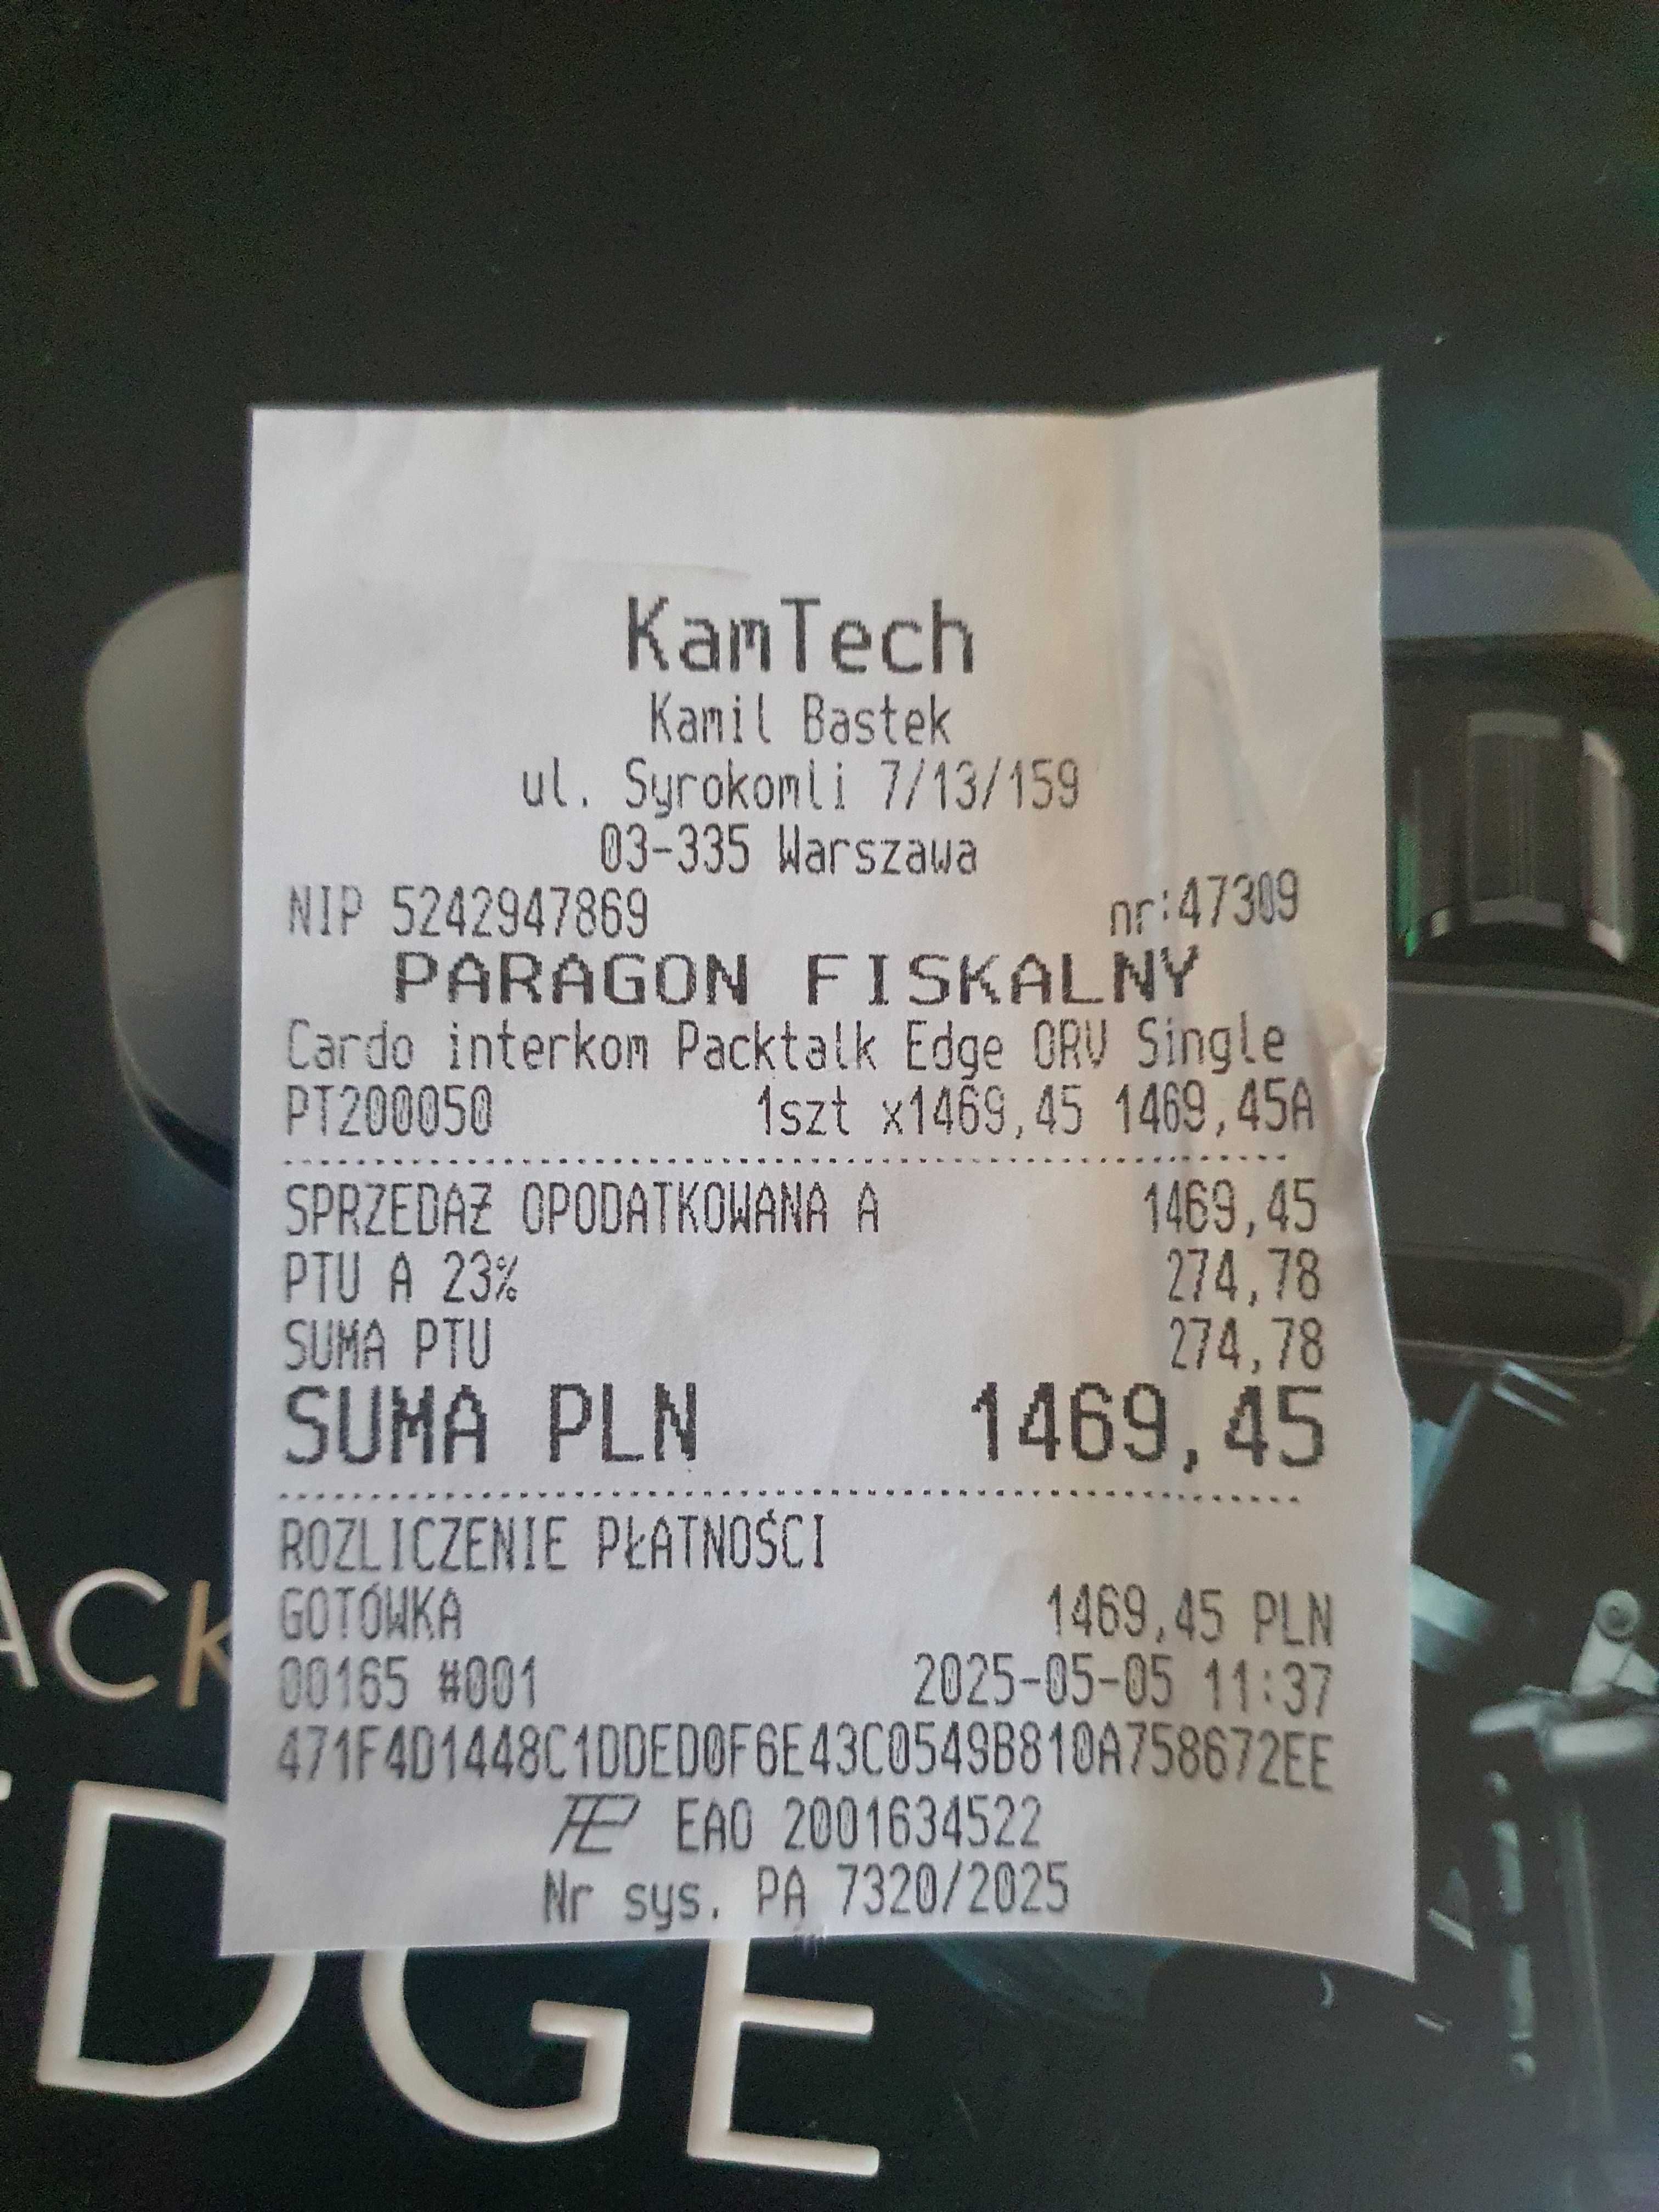 KamTech
Kamil Bastek
ul. Syrokomli 7/13/159
03-335 Warszawa
NIP 5242947869 nr:47309
PARAGON FISKALNY
Cardo interkom Packtalk Edge ORV Single
PT200050 1szt x1469,45 1469,45A
SPRZEDAŻ OPODATKOWANA A 1469,45
PTU A 23% 274,78
SUMA PTU 274,78
SUMA PLN 1469,45
ROZLICZENIE PŁATNOŚCI
GOTÓWKA 1469,45 PLN
00165 #001 2025-05-05 11:37
471F4D1448C1DDED0F6E43C0549B810A758672EE
EAO 2001634522
Nr sys. PA 7320/2025
ACK
DGE